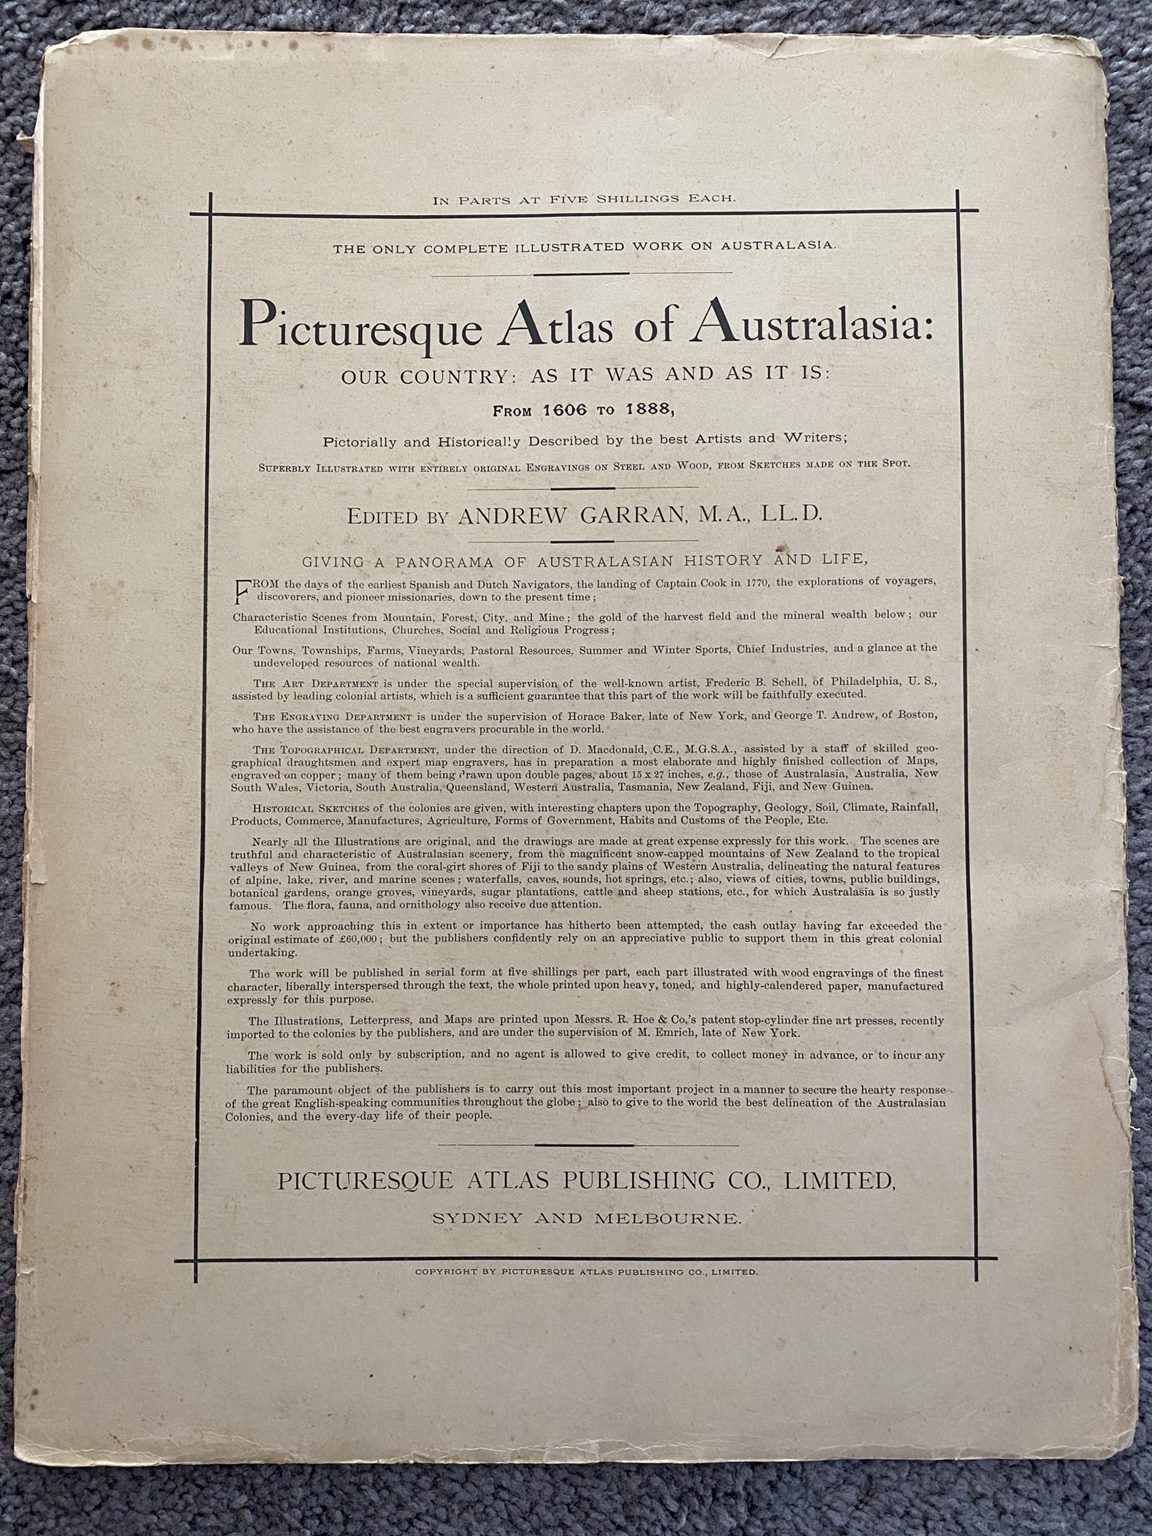 In Parts at Five Shillings Each.
THE ONLY COMPLETE ILLUSTRATED WORK ON AUSTRALASIA.
Picturesque Atlas of Australasia:
OUR COUNTRY: AS IT WAS AND AS IT IS:
From 1606 to 1888,
Pictorially and Historically Described by the best Artists and Writers;
Superbly Illustrated with entirely original Engravings on Steel and Wood, from Sketches made on the Spot.
Edited by ANDREW GARRAN, M.A., LL.D.
GIVING A PANORAMA OF AUSTRALASIAN HISTORY AND LIFE,
FROM the days of the earliest Spanish and Dutch Navigators, the landing of Captain Cook in 1770, the explorations of voyagers,
discoverers, and pioneer missionaries, down to the present time;
Characteristic Scenes from Mountain, Forest, City, and Mine; the gold of the harvest field and the mineral wealth below; our
Educational Institutions, Churches, Social and Religious Progress;
Our Towns, Townships, Farms, Vineyards, Pastoral Resources, Summer and Winter Sports, Chief Industries, and a glance at the
undeveloped resources of national wealth.
The Art Department is under the special supervision of the well-known artist, Frederic B. Schell, of Philadelphia, U. S.,
assisted by leading colonial artists, which is a sufficient guarantee that this part of the work will be faithfully executed.
The Engraving Department is under the supervision of Horace Baker, late of New York, and George T. Andrew, of Boston,
who have the assistance of the best engravers procurable in the world.
The Topographical Department, under the direction of D. Macdonald, C.E., M.G.S.A., assisted by a staff of skilled geo-
graphical draughtsmen and expert map engravers, has in preparation a most elaborate and highly finished collection of Maps,
engraved on copper; many of them being drawn upon double pages, about 15 x 27 inches, e.g., those of Australasia, Australia, New
South Wales, Victoria, South Australia, Queensland, Western Australia, Tasmania, New Zealand, Fiji, and New Guinea.
Historical Sketches of the colonies are given, with interesting chapters upon the Topography, Geology, Soil, Climate, Rainfall,
Products, Commerce, Manufactures, Agriculture, Forms of Government, Habits and Customs of the People, Etc.
Nearly all the Illustrations are original, and the drawings are made at great expense expressly for this work. The scenes are
truthful and characteristic of Australasian scenery, from the magnificent snow-capped mountains of New Zealand to the tropical
valleys of New Guinea, from the coral-girt shores of Fiji to the sandy plains of Western Australia, delineating the natural features
of alpine, lake, river, and marine scenes; waterfalls, caves, sounds, hot springs, etc.; also, views of cities, towns, public buildings,
botanical gardens, orange groves, vineyards, sugar plantations, cattle and sheep stations, etc., for which Australasia is so justly
famous. The flora, fauna, and ornithology also receive due attention.
No work approaching this in extent or importance has hitherto been attempted, the cash outlay having far exceeded the
original estimate of £60,000; but the publishers confidently rely on an appreciative public to support them in this great colonial
undertaking.
The work will be published in serial form at five shillings per part, each part illustrated with wood engravings of the finest
character, liberally interspersed through the text, the whole printed upon heavy, toned, and highly-calendered paper, manufactured
expressly for this purpose.
The Illustrations, Letterpress, and Maps are printed upon Messrs. R. Hoe & Co,'s patent stop-cylinder fine art presses, recently
imported to the colonies by the publishers, and are under the supervision of M. Emrich, late of New York.
The work is sold only by subscription, and no agent is allowed to give credit, to collect money in advance, or to incur any
liabilities for the publishers.
The paramount object of the publishers is to carry out this most important project in a manner to secure the hearty response
of the great English-speaking communities throughout the globe; also to give to the world the best delineation of the Australasian
Colonies, and the every-day life of their people.
PICTURESQUE ATLAS PUBLISHING CO., LIMITED,
SYDNEY AND MELBOURNE.
COPYRIGHT BY PICTURESQUE ATLAS PUBLISHING CO., LIMITED.